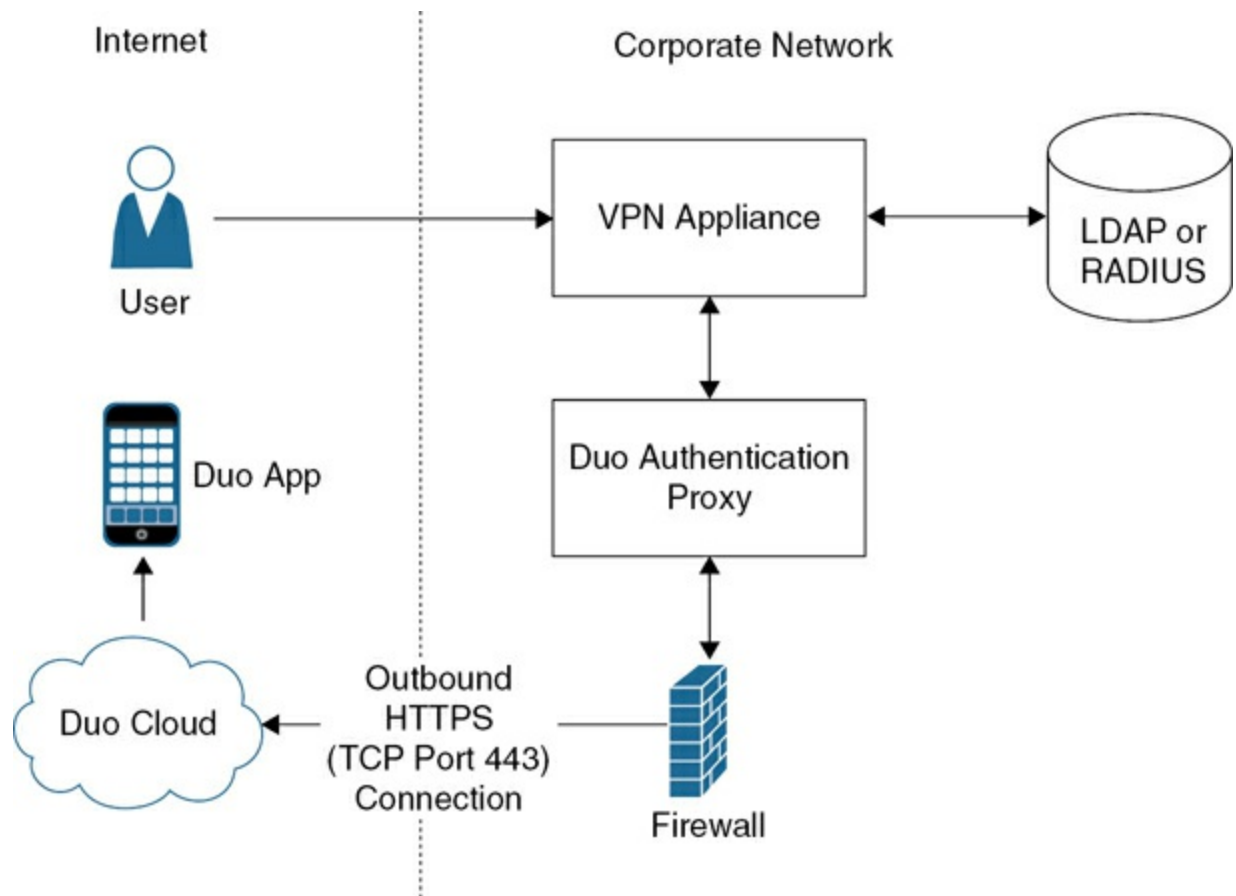 Internet
Corporate Network
User
VPN Appliance
LDAP or
RADIUS
Duo App
Duo Authentication
Proxy
Duo Cloud
Outbound
HTTPS
(TCP Port 443)
Connection
Firewall